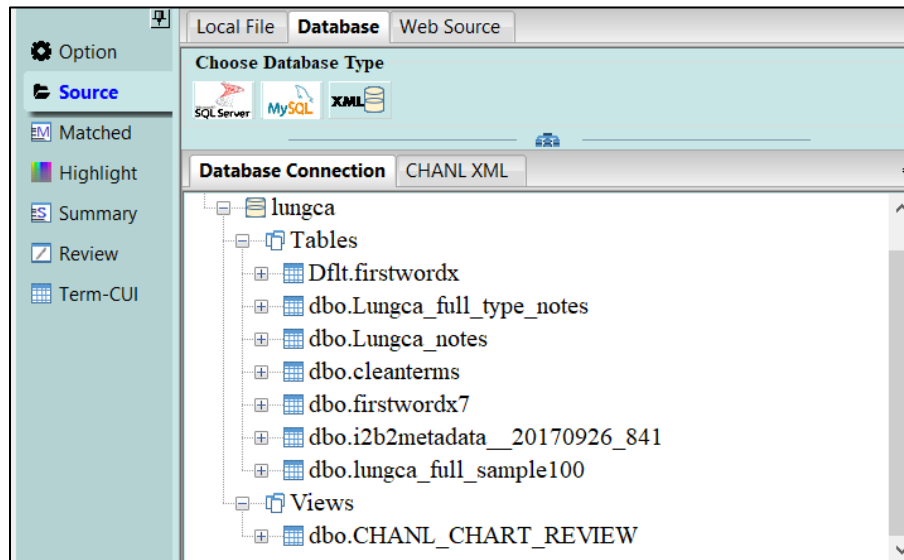 Local File Database Web Source
Option
Choose Database Type
Source
SQL Server MySQL XML
Matched
Highlight
Database Connection CHANL XML
lungca
Summary
Tables
Review
Dflt.firstwordx
Term-CUI
dbo.Lungca_full_type_notes
dbo.Lungca_notes
dbo.cleanterms
dbo.firstwordx7
dbo.i2b2metadata__20170926_841
dbo.lungca_full_sample100
Views
dbo.CHANL_CHART_REVIEW